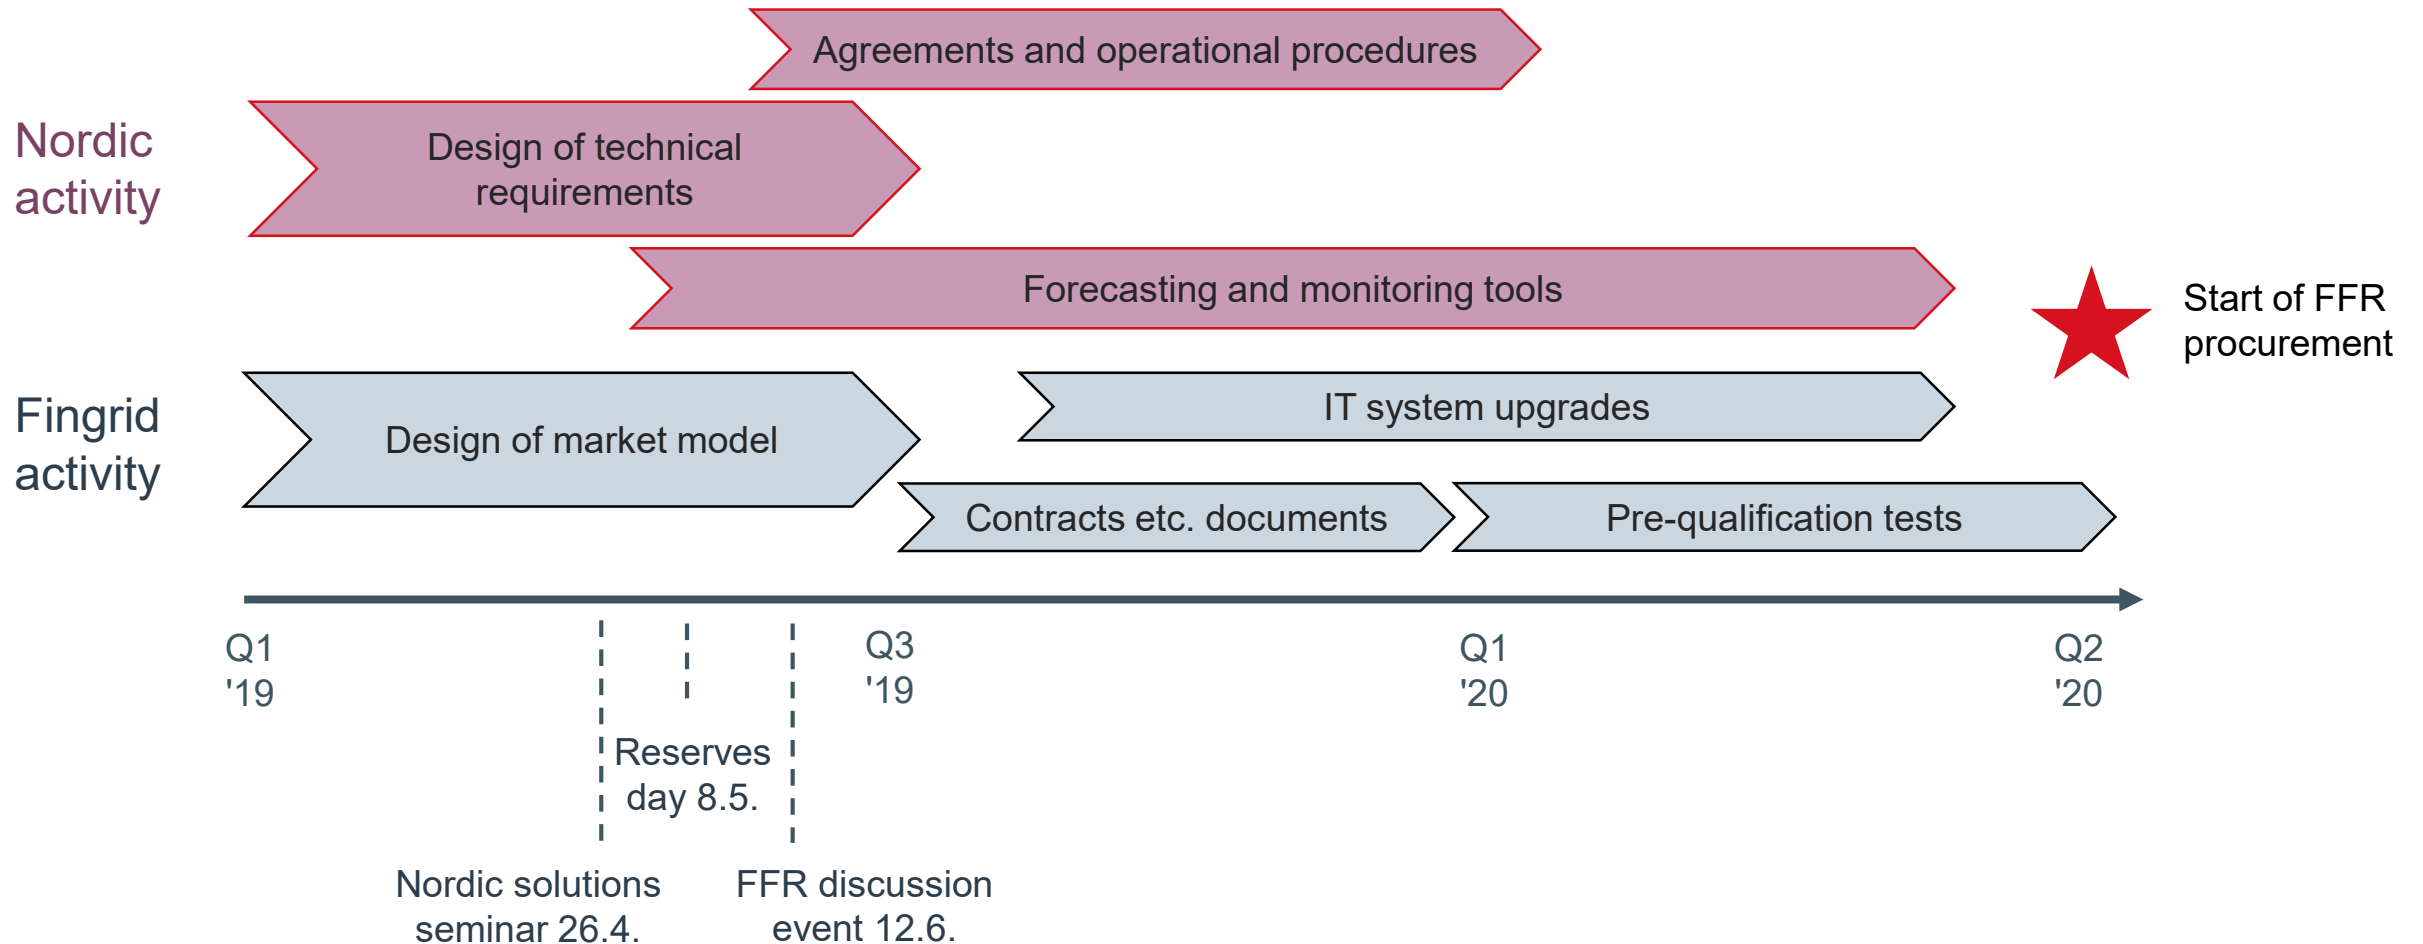 Agreements and operational procedures
Nordic
activity
Design of technical
requirements
Forecasting and monitoring tools
Start of FFR
procurement
Fingrid
activity
Design of market model
IT system upgrades
Contracts etc. documents
Pre-qualification tests
Q1
'19
Q3
'19
Q1
'20
Q2
'20
Reserves
day 8.5.
Nordic solutions
seminar 26.4.
FFR discussion
event 12.6.